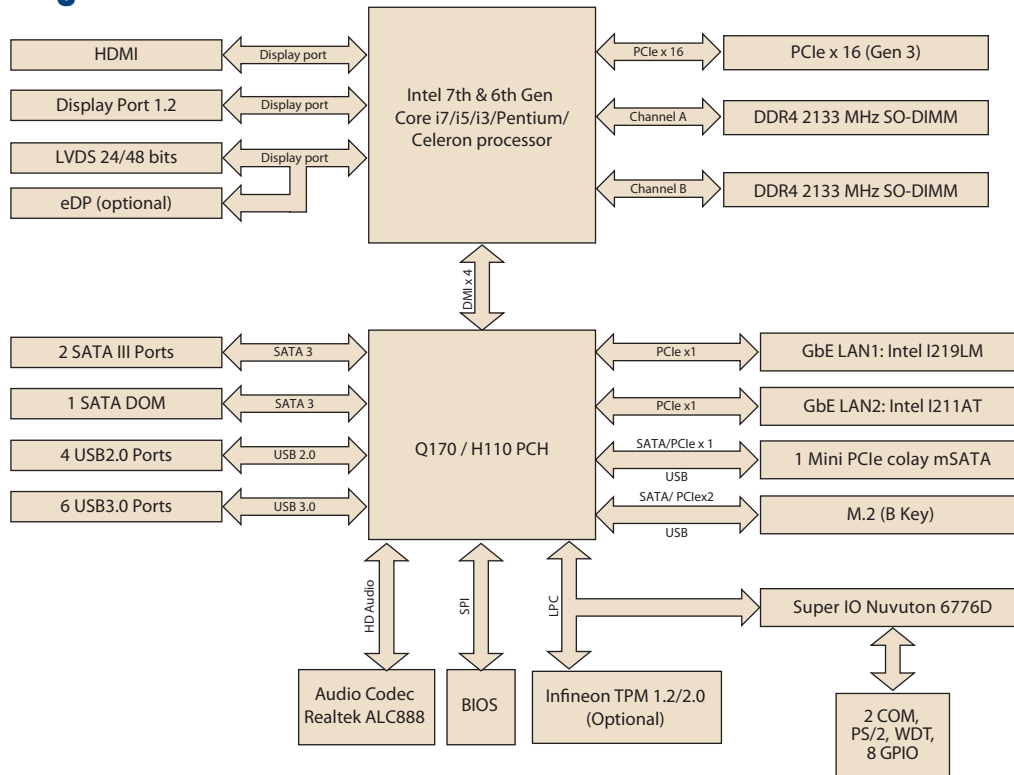 HDMI
Display port
Display Port 1.2
Display port
LVDS 24/48 bits
Display port
eDP (optional)
Intel 7th & 6th Gen
Core i7/i5/i3/Pentium/
Celeron processor
PCIe x 16
PCIe x 16 (Gen 3)
Channel A
DDR4 2133 MHz SO-DIMM
Channel B
DDR4 2133 MHz SO-DIMM
DMI x 4
2 SATA III Ports
SATA 3
1 SATA DOM
SATA 3
4 USB2.0 Ports
USB 2.0
6 USB3.0 Ports
USB 3.0
Q170 / H110 PCH
PCIe x1
GbE LAN1: Intel I219LM
PCIe x1
GbE LAN2: Intel I211AT
SATA/PCIe x 1
USB
1 Mini PCIe colay mSATA
SATA/ PCIex2
USB
M.2 (B Key)
HD Audio
SPI
LPC
Super IO Nuvuton 6776D
Audio Codec
Realtek ALC888
BIOS
Infineon TPM 1.2/2.0
(Optional)
2 COM,
PS/2, WDT,
8 GPIO